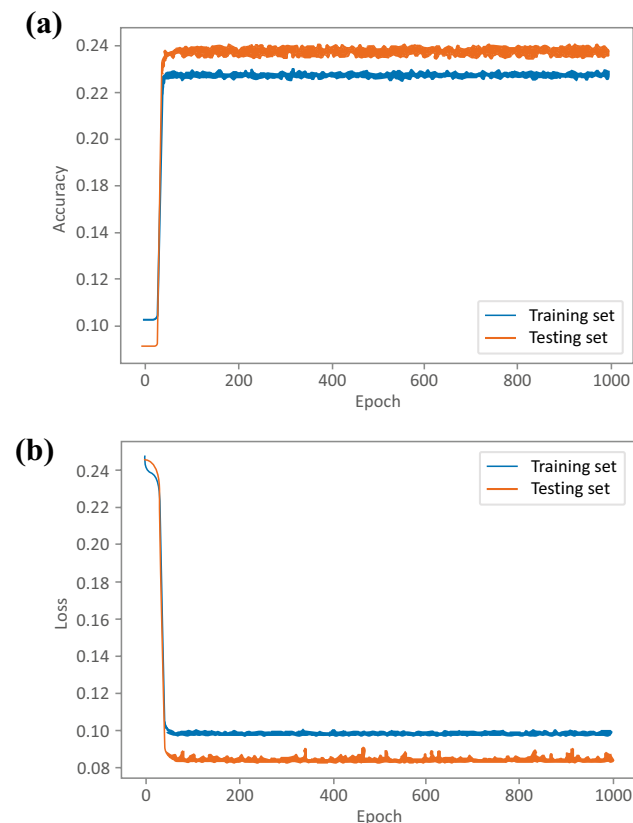 (a)
0.24
0.22
0.20
0.18
0.16
0.14
0.12
0.10
Accuracy
Training set
Testing set
0 200 400 600 800 1000
Epoch
(b)
0.24
0.22
0.20
0.18
0.16
0.14
0.12
0.10
0.08
Loss
Training set
Testing set
0 200 400 600 800 1000
Epoch